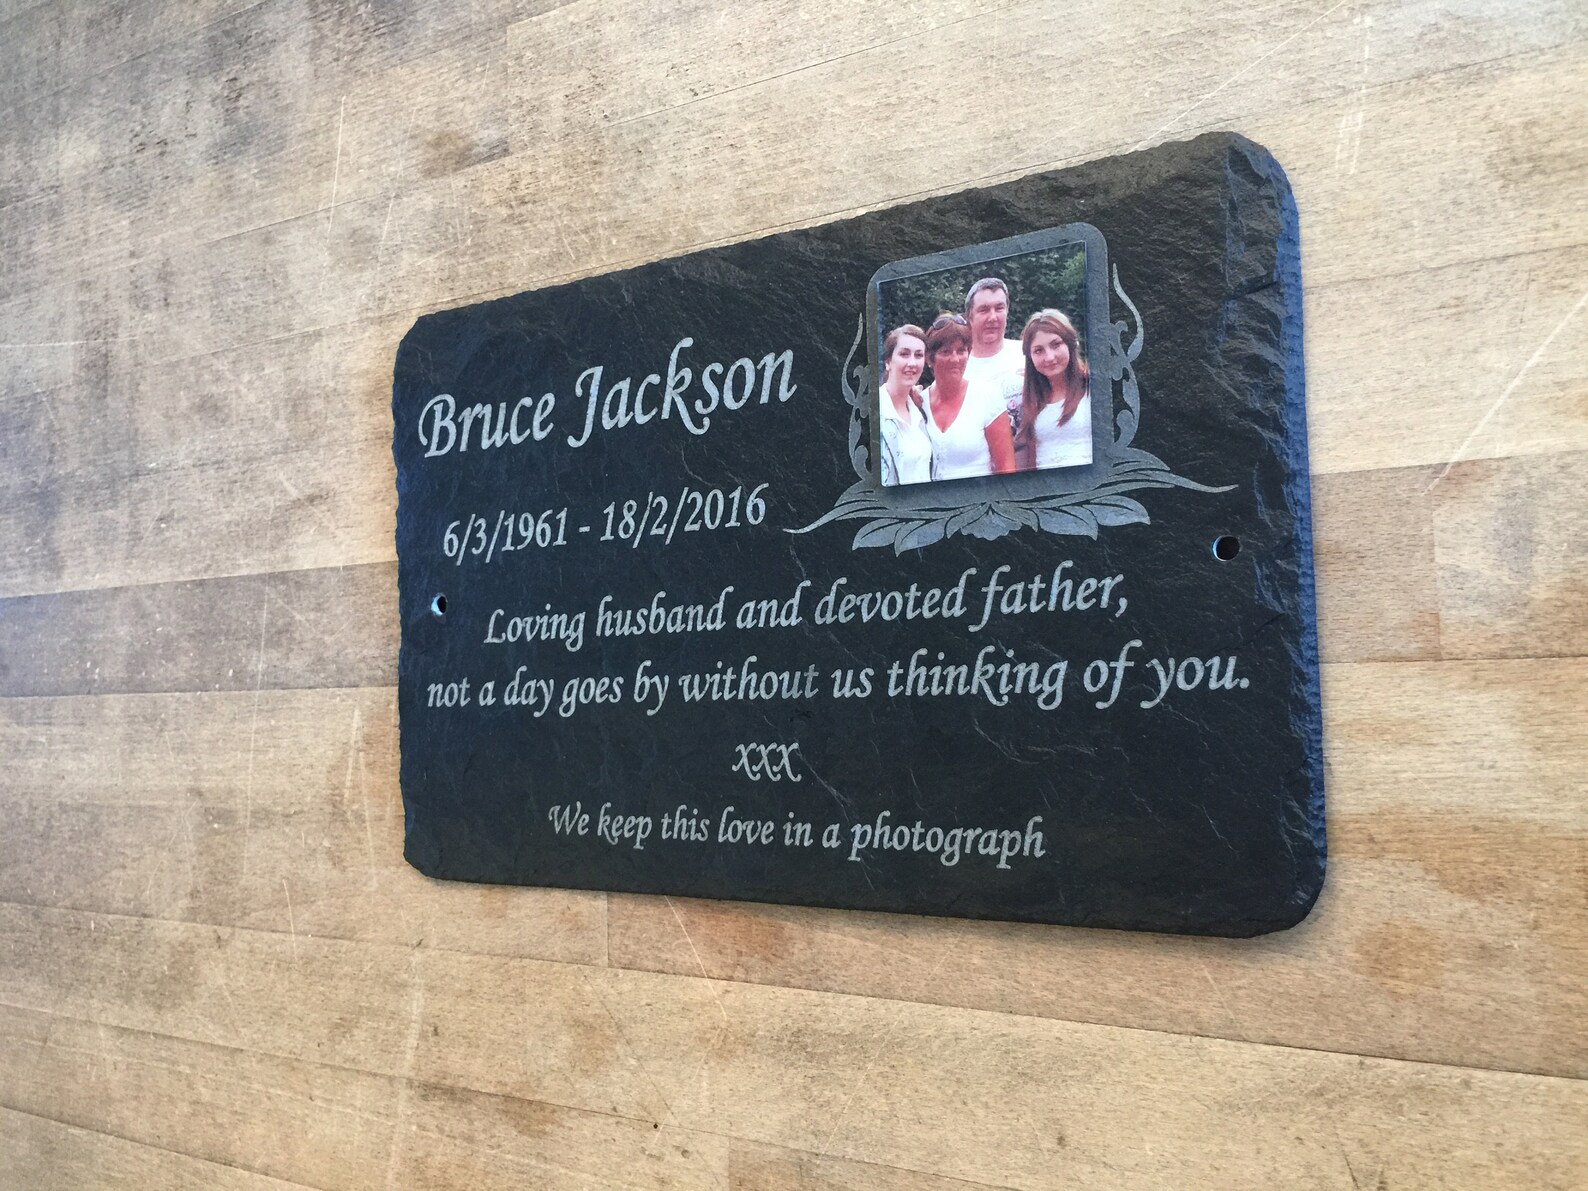 Bruce Jackson
6/3/1961 - 18/2/2016
Loving husband and devoted father,
not a day goes by without us thinking of you.
xxx
We keep this love in a photograph